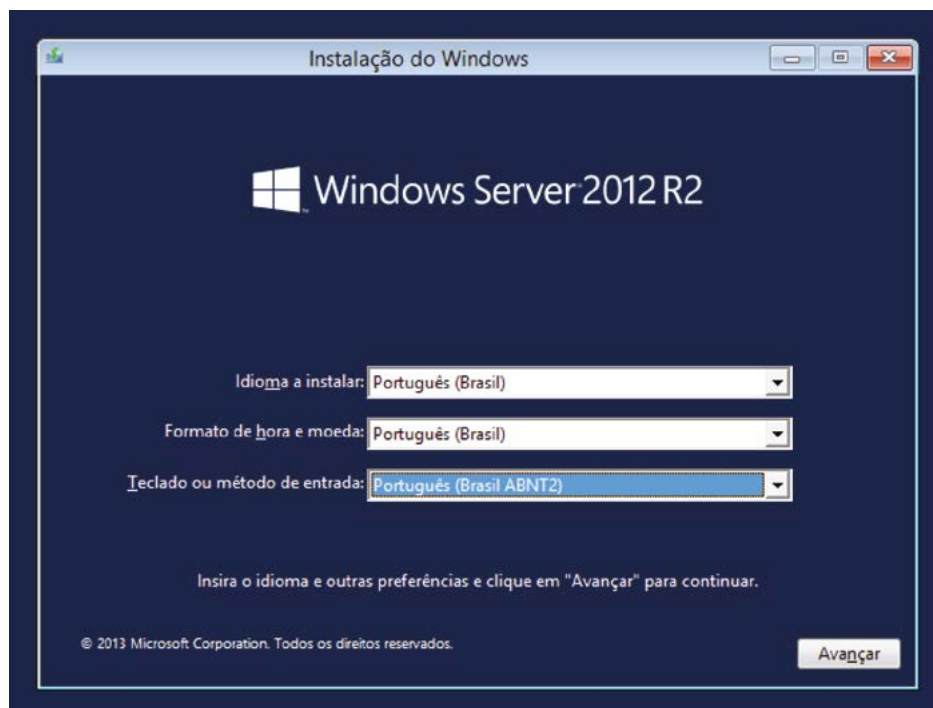 Instalação do Windows
Windows Server 2012 R2
Idioma a instalar: Português (Brasil)
Formato de hora e moeda: Português (Brasil)
Teclado ou método de entrada: Português (Brasil ABNT2)
Insira o idioma e outras preferências e clique em "Avançar" para continuar.
© 2013 Microsoft Corporation. Todos os direitos reservados.
Avançar